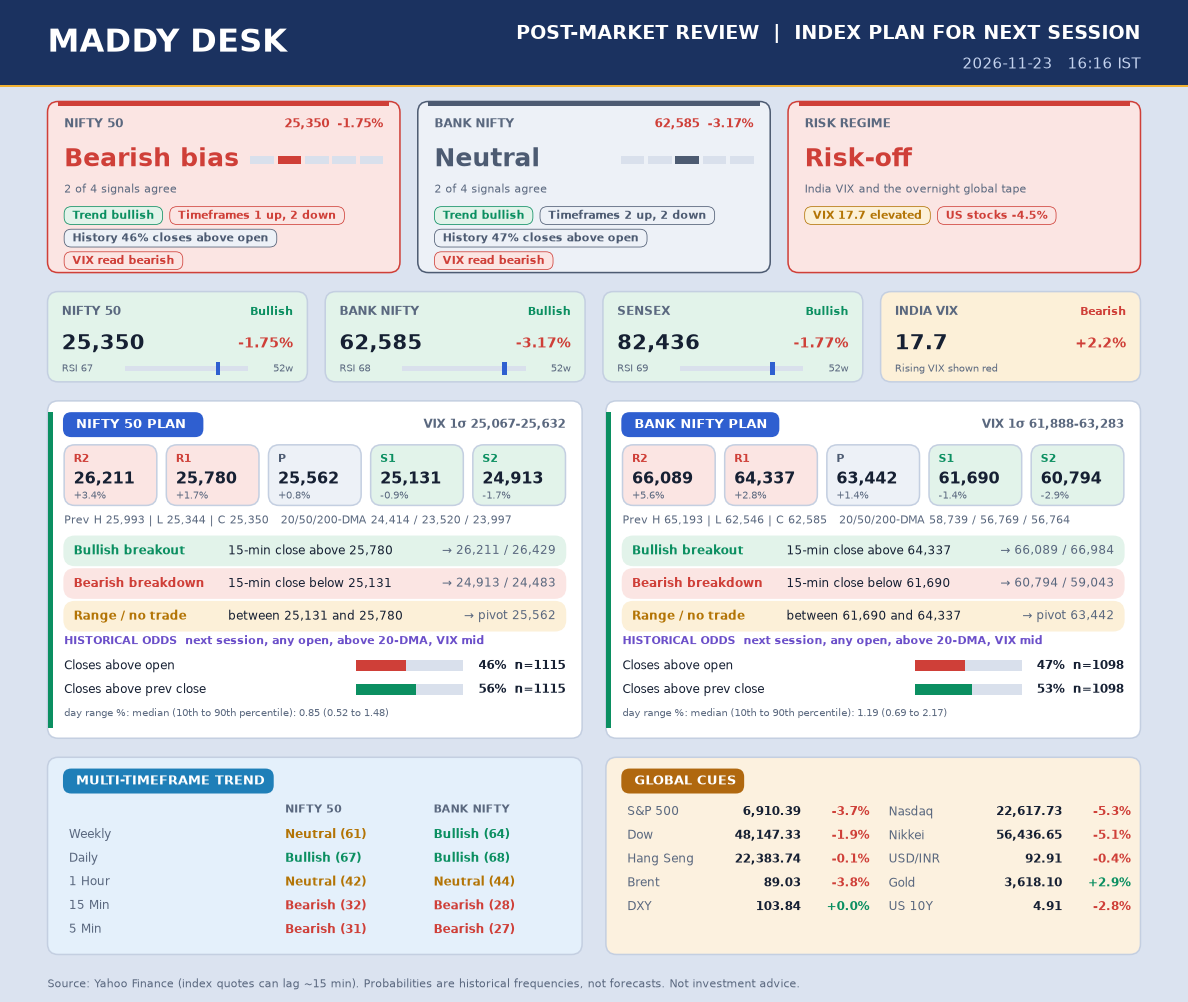 MADDY DESK
POST-MARKET REVIEW | INDEX PLAN FOR NEXT SESSION
2026-11-23 16:16 IST
NIFTY 50 25,350 -1.75%
Bearish bias
2 of 4 signals agree
Trend bullish Timeframes 1 up, 2 down
History 46% closes above open
VIX read bearish
BANK NIFTY 62,585 -3.17%
Neutral
2 of 4 signals agree
Trend bullish Timeframes 2 up, 2 down
History 47% closes above open
VIX read bearish
RISK REGIME
Risk-off
India VIX and the overnight global tape
VIX 17.7 elevated US stocks -4.5%
NIFTY 50 Bullish
25,350 -1.75%
RSI 67 52w
BANK NIFTY Bullish
62,585 -3.17%
RSI 68 52w
SENSEX Bullish
82,436 -1.77%
RSI 69 52w
INDIA VIX Bearish
17.7 +2.2%
Rising VIX shown red
NIFTY 50 PLAN VIX 1σ 25,067-25,632
R2 R1 P S1 S2
26,211 25,780 25,562 25,131 24,913
+3.4% +1.7% +0.8% -0.9% -1.7%
Prev H 25,993 | L 25,344 | C 25,350 20/50/200-DMA 24,414 / 23,520 / 23,997
Bullish breakout 15-min close above 25,780 → 26,211 / 26,429
Bearish breakdown 15-min close below 25,131 → 24,913 / 24,483
Range / no trade between 25,131 and 25,780 → pivot 25,562
HISTORICAL ODDS next session, any open, above 20-DMA, VIX mid
Closes above open 46% n=1115
Closes above prev close 56% n=1115
day range %: median (10th to 90th percentile): 0.85 (0.52 to 1.48)
BANK NIFTY PLAN VIX 1σ 61,888-63,283
R2 R1 P S1 S2
66,089 64,337 63,442 61,690 60,794
+5.6% +2.8% +1.4% -1.4% -2.9%
Prev H 65,193 | L 62,546 | C 62,585 20/50/200-DMA 58,739 / 56,769 / 56,764
Bullish breakout 15-min close above 64,337 → 66,089 / 66,984
Bearish breakdown 15-min close below 61,690 → 60,794 / 59,043
Range / no trade between 61,690 and 64,337 → pivot 63,442
HISTORICAL ODDS next session, any open, above 20-DMA, VIX mid
Closes above open 47% n=1098
Closes above prev close 53% n=1098
day range %: median (10th to 90th percentile): 1.19 (0.69 to 2.17)
MULTI-TIMEFRAME TREND
NIFTY 50 BANK NIFTY
Weekly Neutral (61) Bullish (64)
Daily Bullish (67) Bullish (68)
1 Hour Neutral (42) Neutral (44)
15 Min Bearish (32) Bearish (28)
5 Min Bearish (31) Bearish (27)
GLOBAL CUES
S&P 500 6,910.39 -3.7% Nasdaq 22,617.73 -5.3%
Dow 48,147.33 -1.9% Nikkei 56,436.65 -5.1%
Hang Seng 22,383.74 -0.1% USD/INR 92.91 -0.4%
Brent 89.03 -3.8% Gold 3,618.10 +2.9%
DXY 103.84 +0.0% US 10Y 4.91 -2.8%
Source: Yahoo Finance (index quotes can lag ~15 min). Probabilities are historical frequencies, not forecasts. Not investment advice.